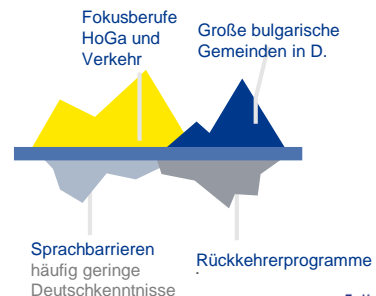 Fokusberufe
HoGa und
Verkehr
Große bulgarische
Gemeinden in D.
Sprachbarrieren
häufig geringe
Deutschkenntnisse
Rückkehrerprogramme